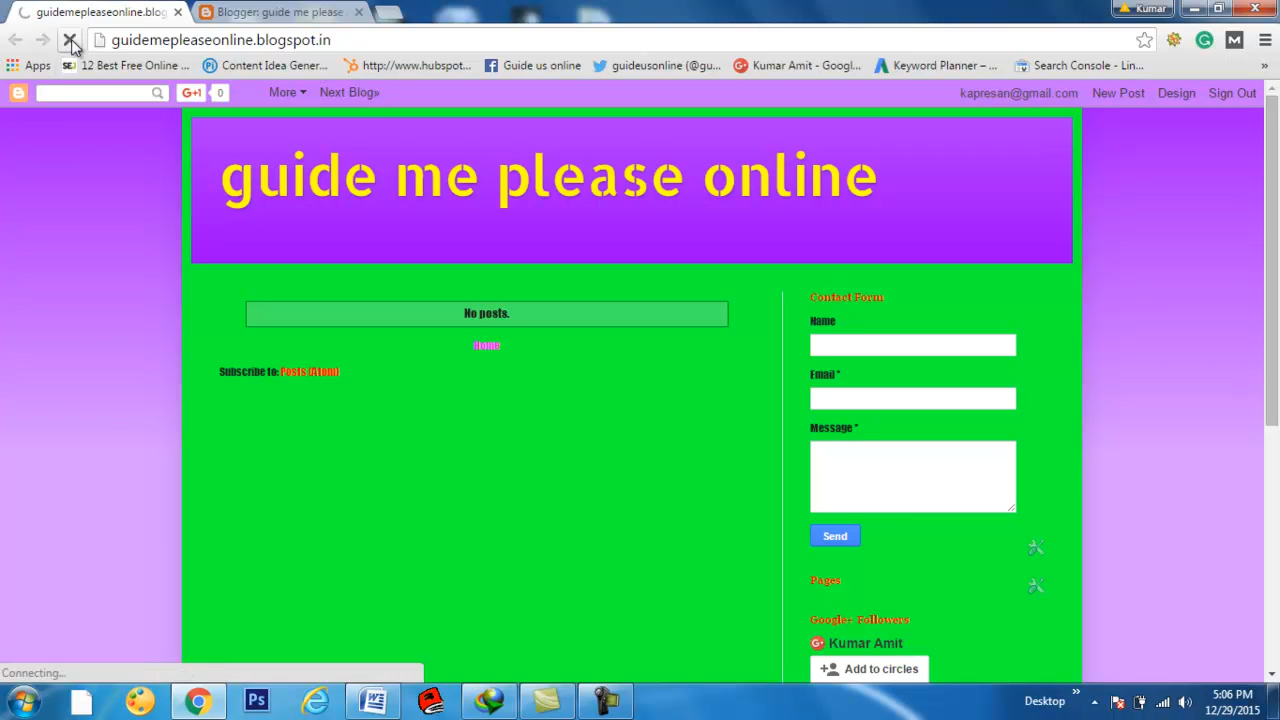 guidemepleaseonline.blog
Blogger: guide me please
Kumar
guidemepleaseonline.blogspot.in
Apps
SEJ 12 Best Free Online ...
Content Idea Gener...
http://www.hubspot...
Guide us online
guideusonline (@gu...
Kumar Amit - Googl...
Keyword Planner – ...
Search Console - Lin...
»
G+1 0
More
Next Blog»
kapresan@gmail.com
New Post
Design
Sign Out
guide me please online
No posts.
Home
Subscribe to: Posts (Atom)
Contact Form
Name
Email *
Message *
Send
Pages
Google+ Followers
Kumar Amit
Add to circles
Connecting...
Ps
Desktop
»
5:06 PM
12/29/2015